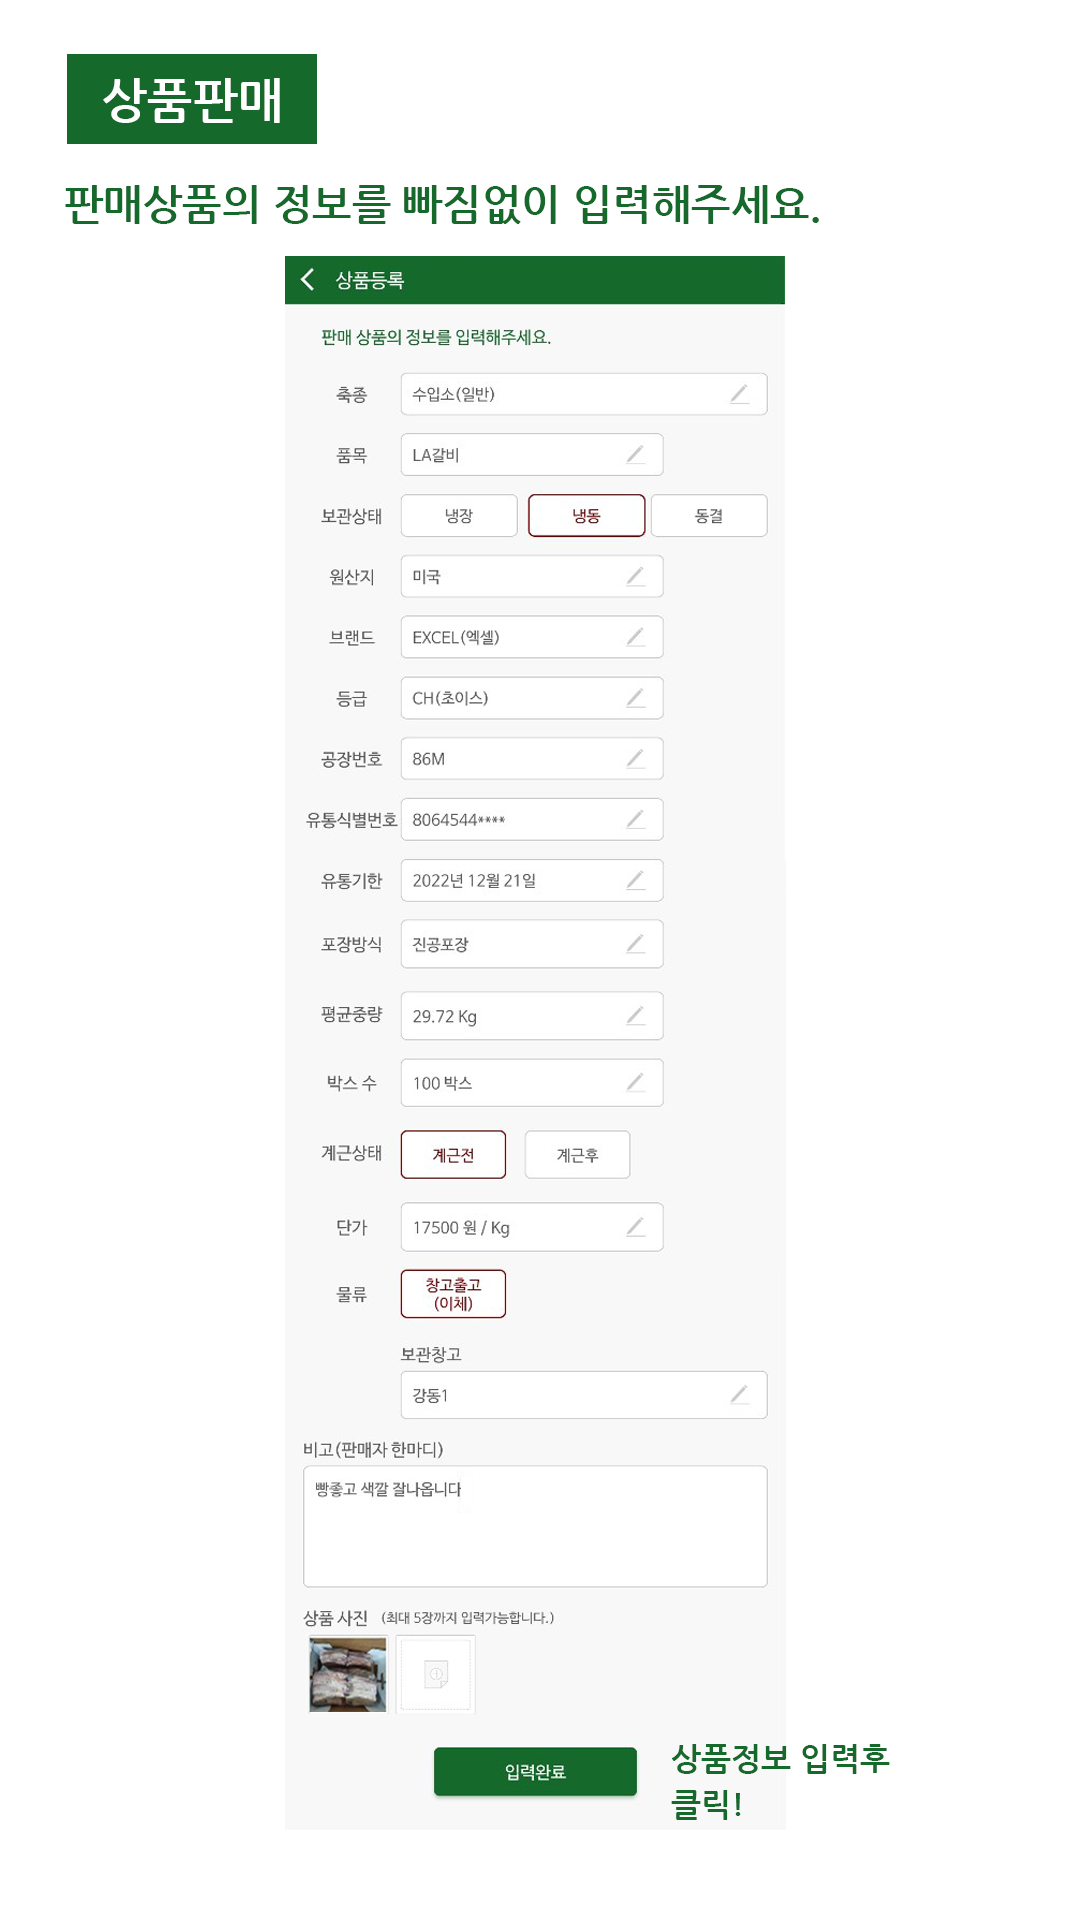 상품판매
판매상품의 정보를 빠짐없이 입력해주세요.
상품등록
판매 상품의 정보를 입력해주세요.
축종 수입소(일반)
품목 LA갈비
보관상태 냉장 냉동 동결
원산지 미국
브랜드 EXCEL(엑셀)
등급 CH(초이스)
공장번호 86M
유통식별번호 8064544****
유통기한 2022년 12월 21일
포장방식 진공포장
평균중량 29.72 Kg
박스 수 100 박스
계근상태 계근전 계근후
단가 17500 원 / Kg
물류 창고출고
(이체)
보관창고
강동1
비고(판매자 한마디)
빵좋고 색깔 잘나옵니다
상품 사진 (최대 5장까지 입력가능합니다.)
입력완료
상품정보 입력후
클릭!